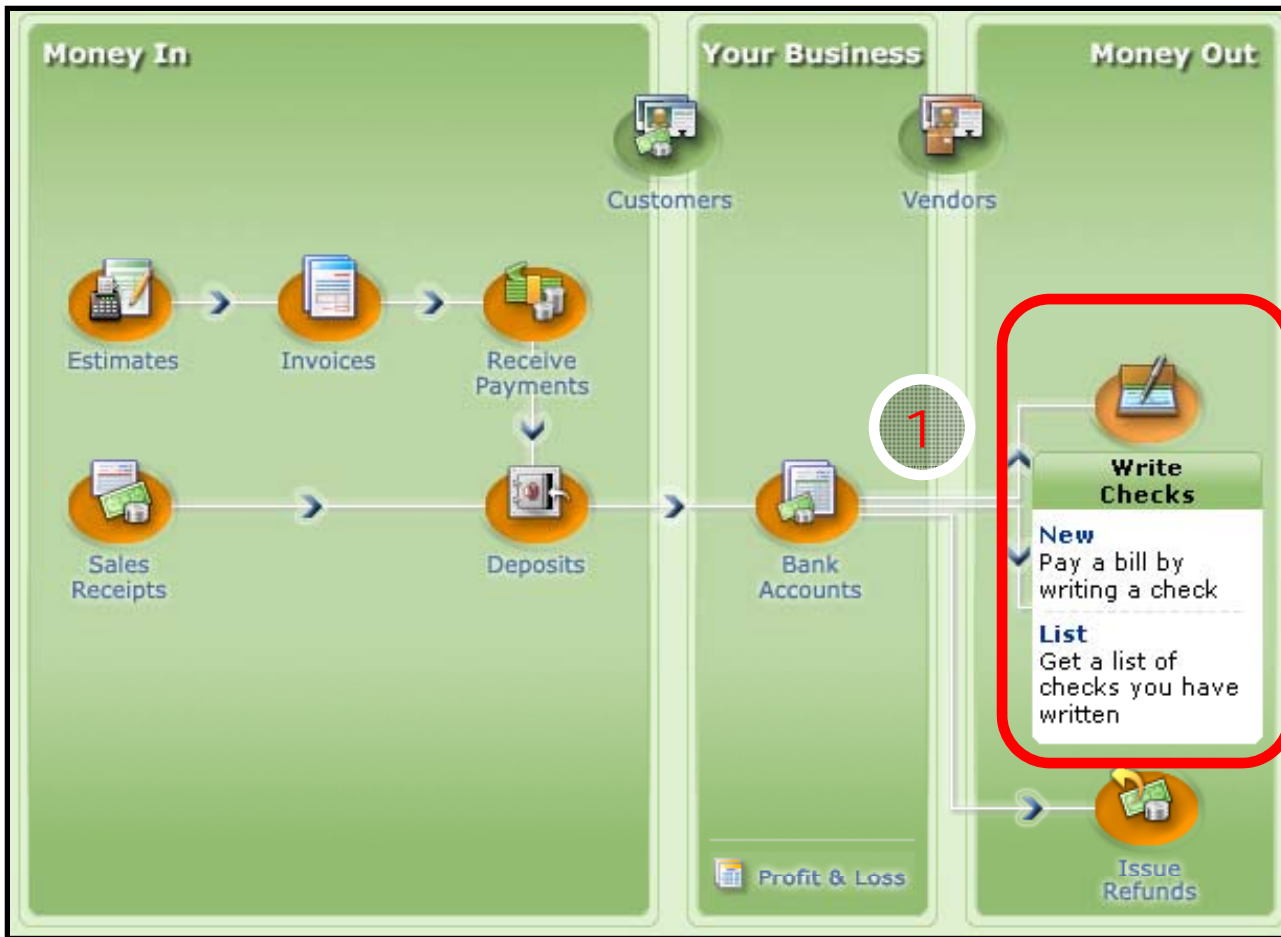 Money In
Your Business
Money Out
Customers
Vendors
Estimates
Invoices
Receive
Payments
1
Write
Checks
New
Pay a bill by
writing a check
List
Get a list of
checks you have
written
Sales
Receipts
Deposits
Bank
Accounts
Profit & Loss
Issue
Refunds